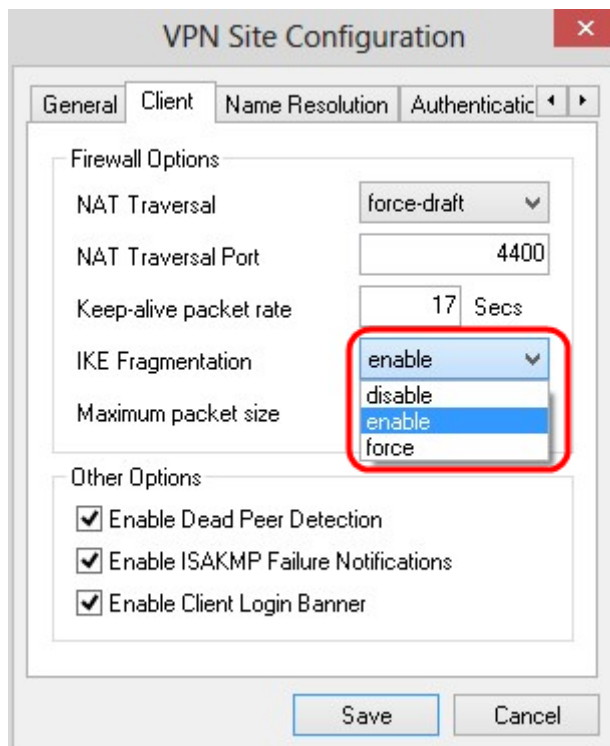 VPN Site Configuration
General Client Name Resolution Authenticatic
Firewall Options
NAT Traversal force-draft
NAT Traversal Port 4400
Keep-alive packet rate 17 Secs
IKE Fragmentation enable
disable
Maximum packet size enable
force
Other Options
Enable Dead Peer Detection
Enable ISAKMP Failure Notifications
Enable Client Login Banner
Save Cancel